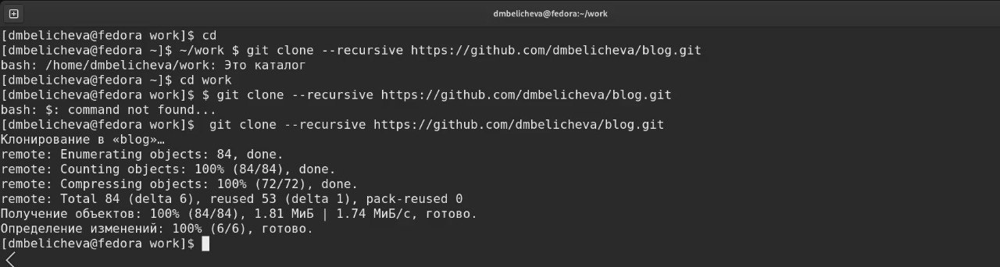 dmbelicheva@fedora:~/work
[dmbelicheva@fedora work]$ cd
[dmbelicheva@fedora ~]$ ~/work $ git clone --recursive https://github.com/dmbelicheva/blog.git
bash: /home/dmbelicheva/work: Это каталог
[dmbelicheva@fedora ~]$ cd work
[dmbelicheva@fedora work]$ $ git clone --recursive https://github.com/dmbelicheva/blog.git
bash: $: command not found...
[dmbelicheva@fedora work]$  git clone --recursive https://github.com/dmbelicheva/blog.git
Клонирование в «blog»…
remote: Enumerating objects: 84, done.
remote: Counting objects: 100% (84/84), done.
remote: Compressing objects: 100% (72/72), done.
remote: Total 84 (delta 6), reused 53 (delta 1), pack-reused 0
Получение объектов: 100% (84/84), 1.81 МиБ | 1.74 МиБ/с, готово.
Определение изменений: 100% (6/6), готово.
[dmbelicheva@fedora work]$